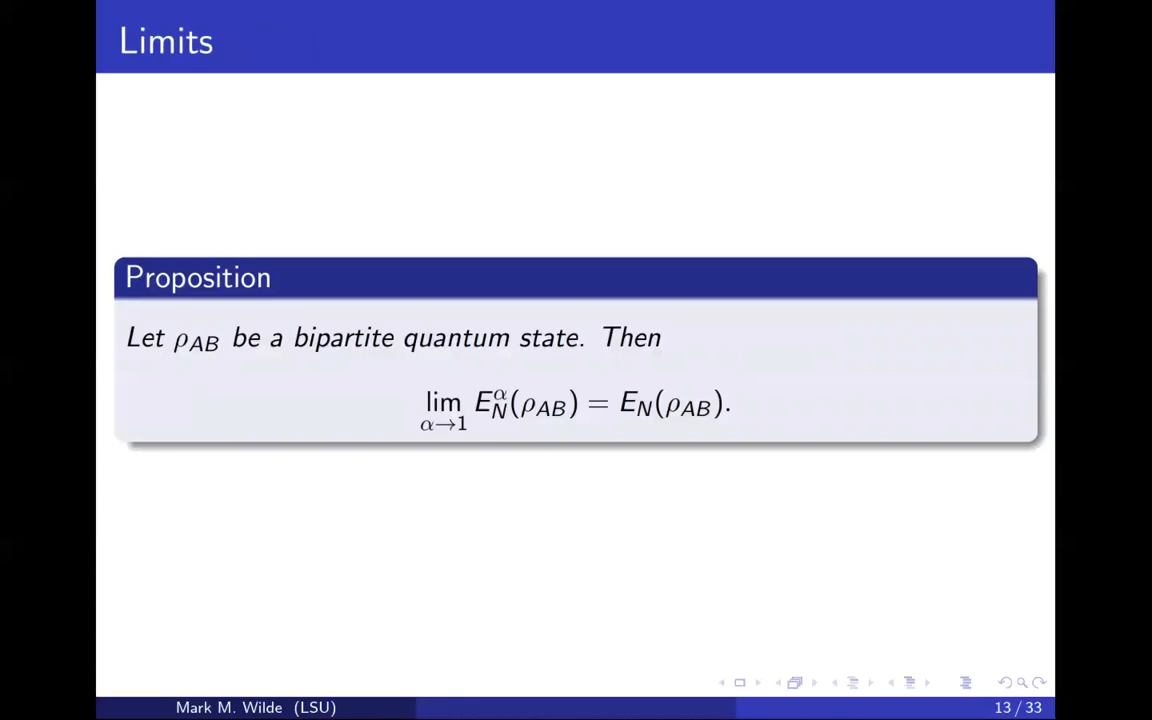 Limits
Proposition
Let ρ_AB be a bipartite quantum state. Then
lim_{α→1} E_N^α(ρ_AB) = E_N(ρ_AB).
Mark M. Wilde (LSU)
13 / 33